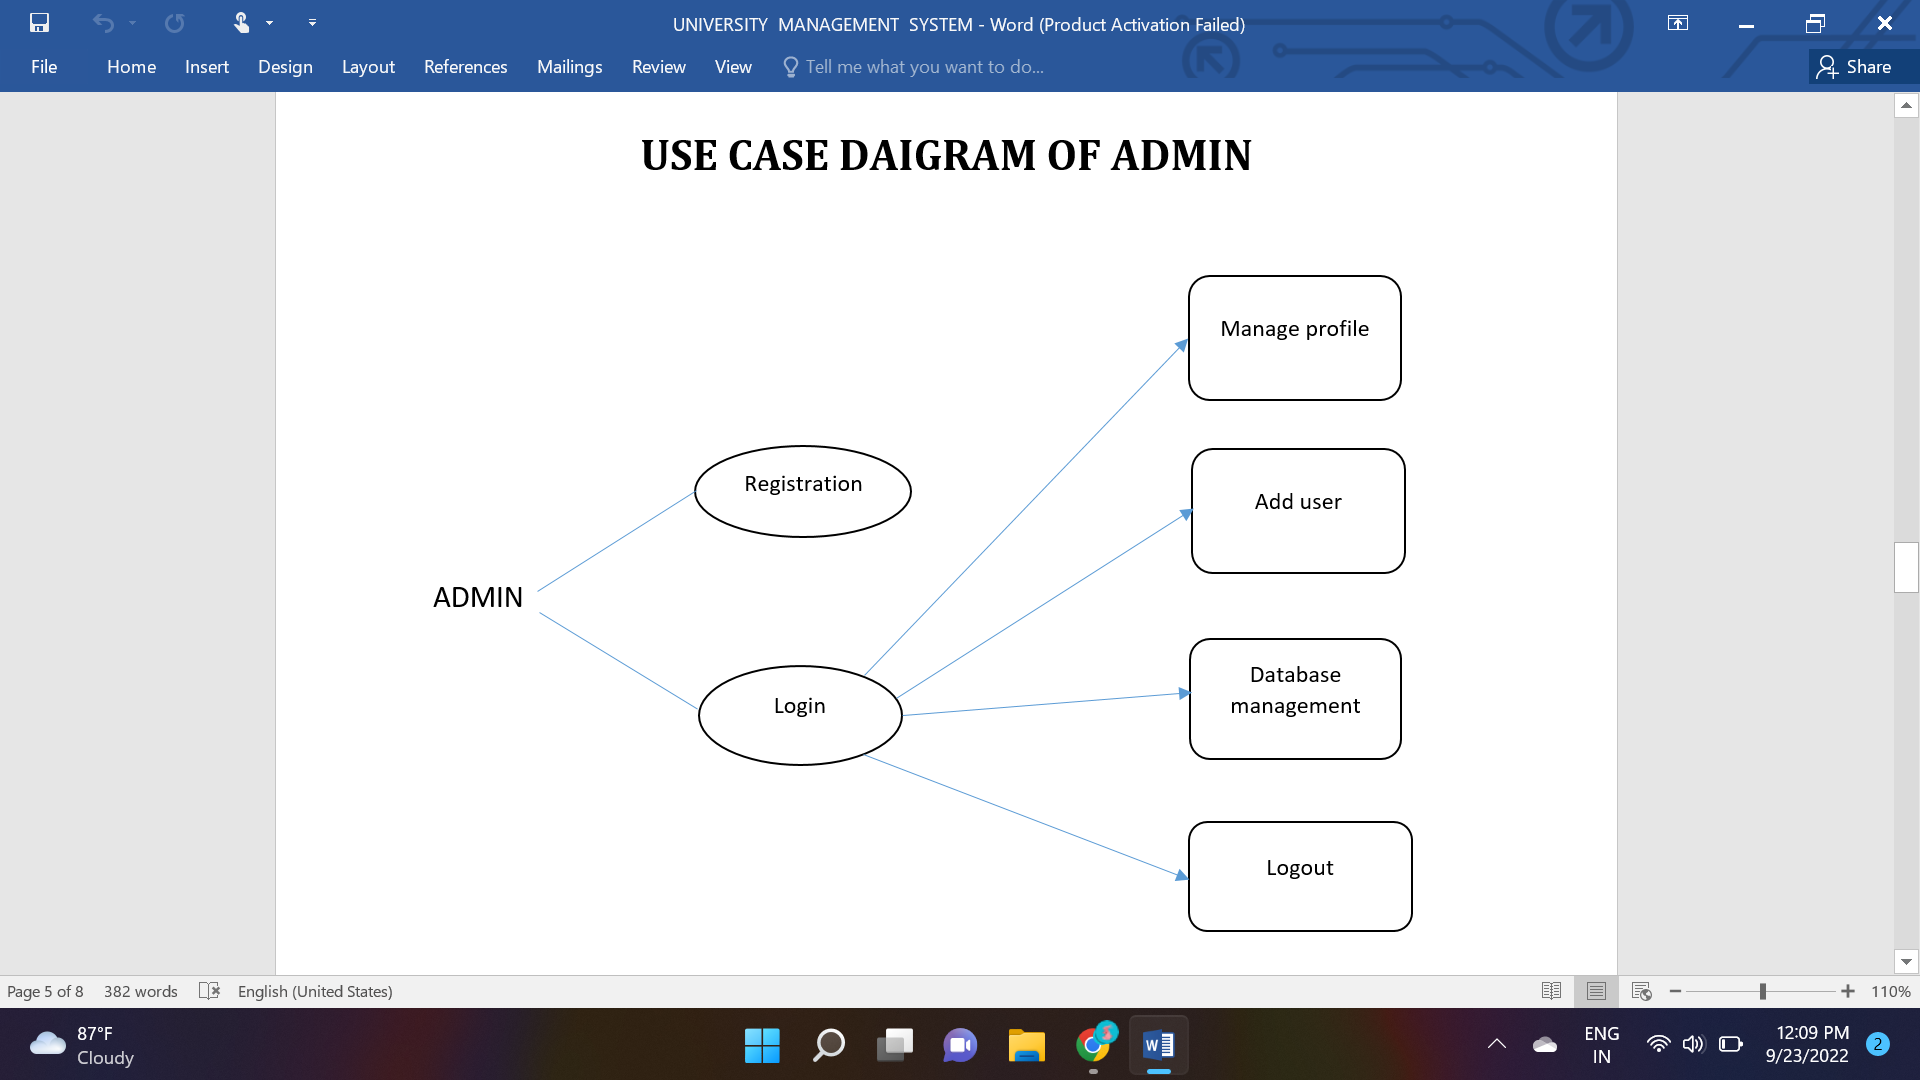 UNIVERSITY MANAGEMENT SYSTEM - Word (Product Activation Failed)
File Home Insert Design Layout References Mailings Review View Tell me what you want to do... Share
USE CASE DAIGRAM OF ADMIN
Manage profile
Registration
Add user
ADMIN
Login
Database
management
Logout
Page 5 of 8 382 words English (United States) 110%
87°F
Cloudy
ENG
IN
12:09 PM
9/23/2022
2